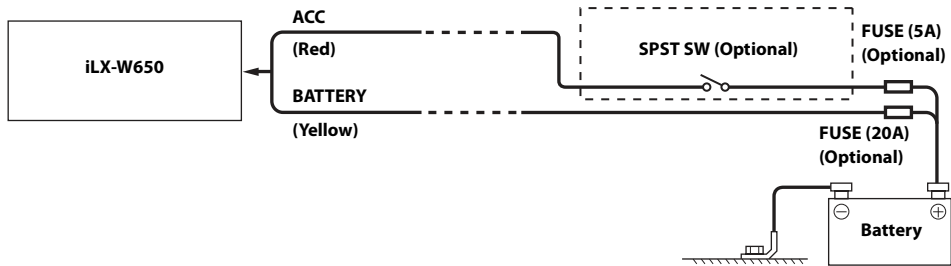 ACC
(Red)
iLX-W650
BATTERY
(Yellow)
SPST SW (Optional)
FUSE (5A)
(Optional)
FUSE (20A)
(Optional)
⊖
⊕
Battery